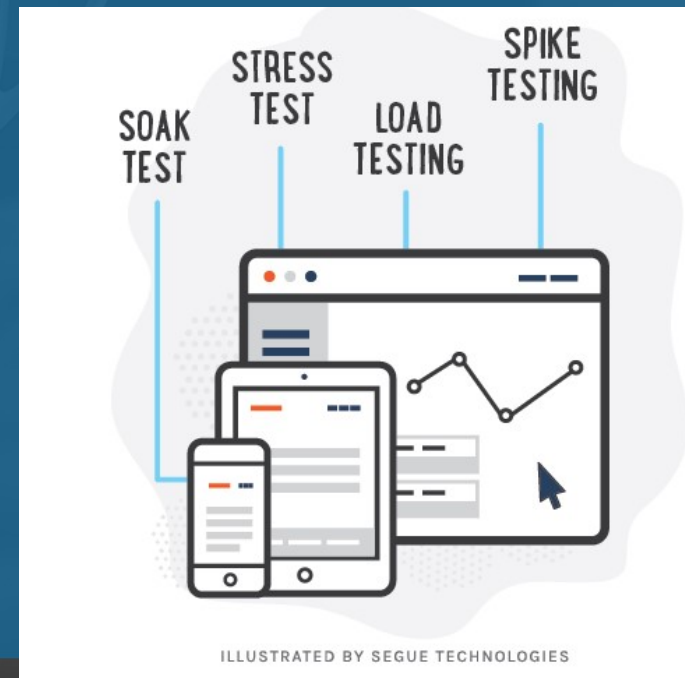 SOAK
TEST
STRESS
TEST
LOAD
TESTING
SPIKE
TESTING
ILLUSTRATED BY SEGUE TECHNOLOGIES